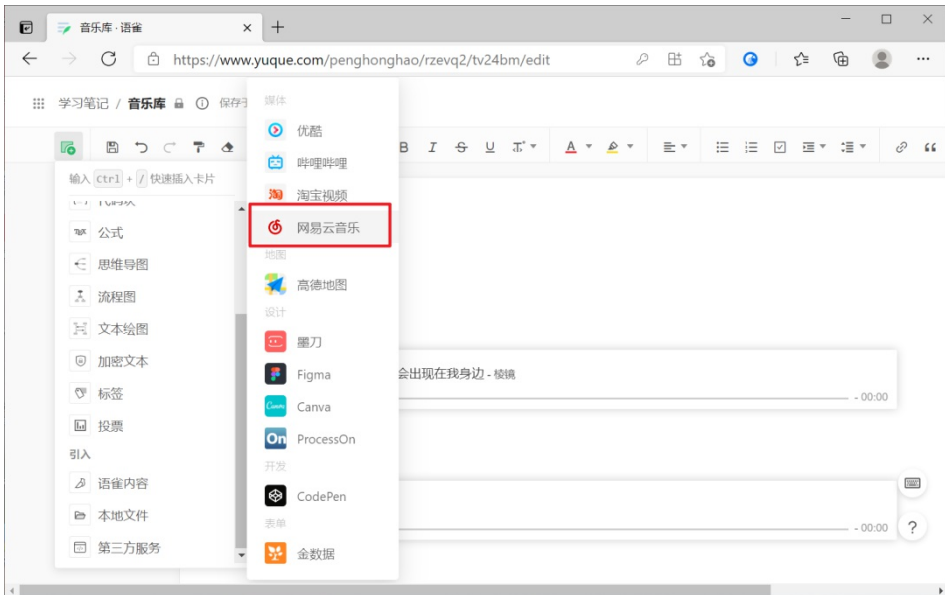 音乐库 · 语雀
https://www.yuque.com/penghonghao/rzevq2/tv24bm/edit
学习笔记 / 音乐库
保存于
B I S U A
输入 Ctrl + / 快速插入卡片
代码块
公式
思维导图
流程图
文本绘图
加密文本
标签
投票
引入
语雀内容
本地文件
第三方服务
媒体
优酷
哔哩哔哩
淘宝视频
网易云音乐
地图
高德地图
设计
墨刀
Figma
Canva
ProcessOn
开发
CodePen
表单
金数据
会出现在我身边 - 棱镜
- 00:00
- 00:00
?